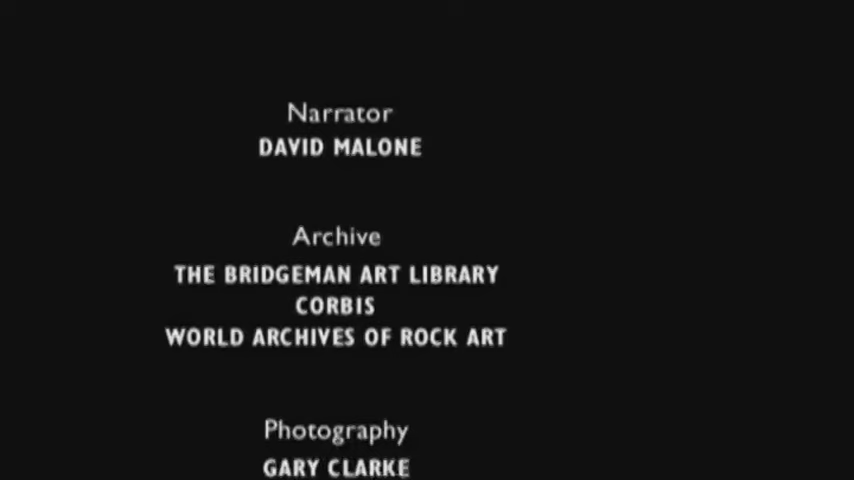 Narrator
DAVID MALONE
Archive
THE BRIDGEMAN ART LIBRARY
CORBIS
WORLD ARCHIVES OF ROCK ART
Photography
GARY CLARKE